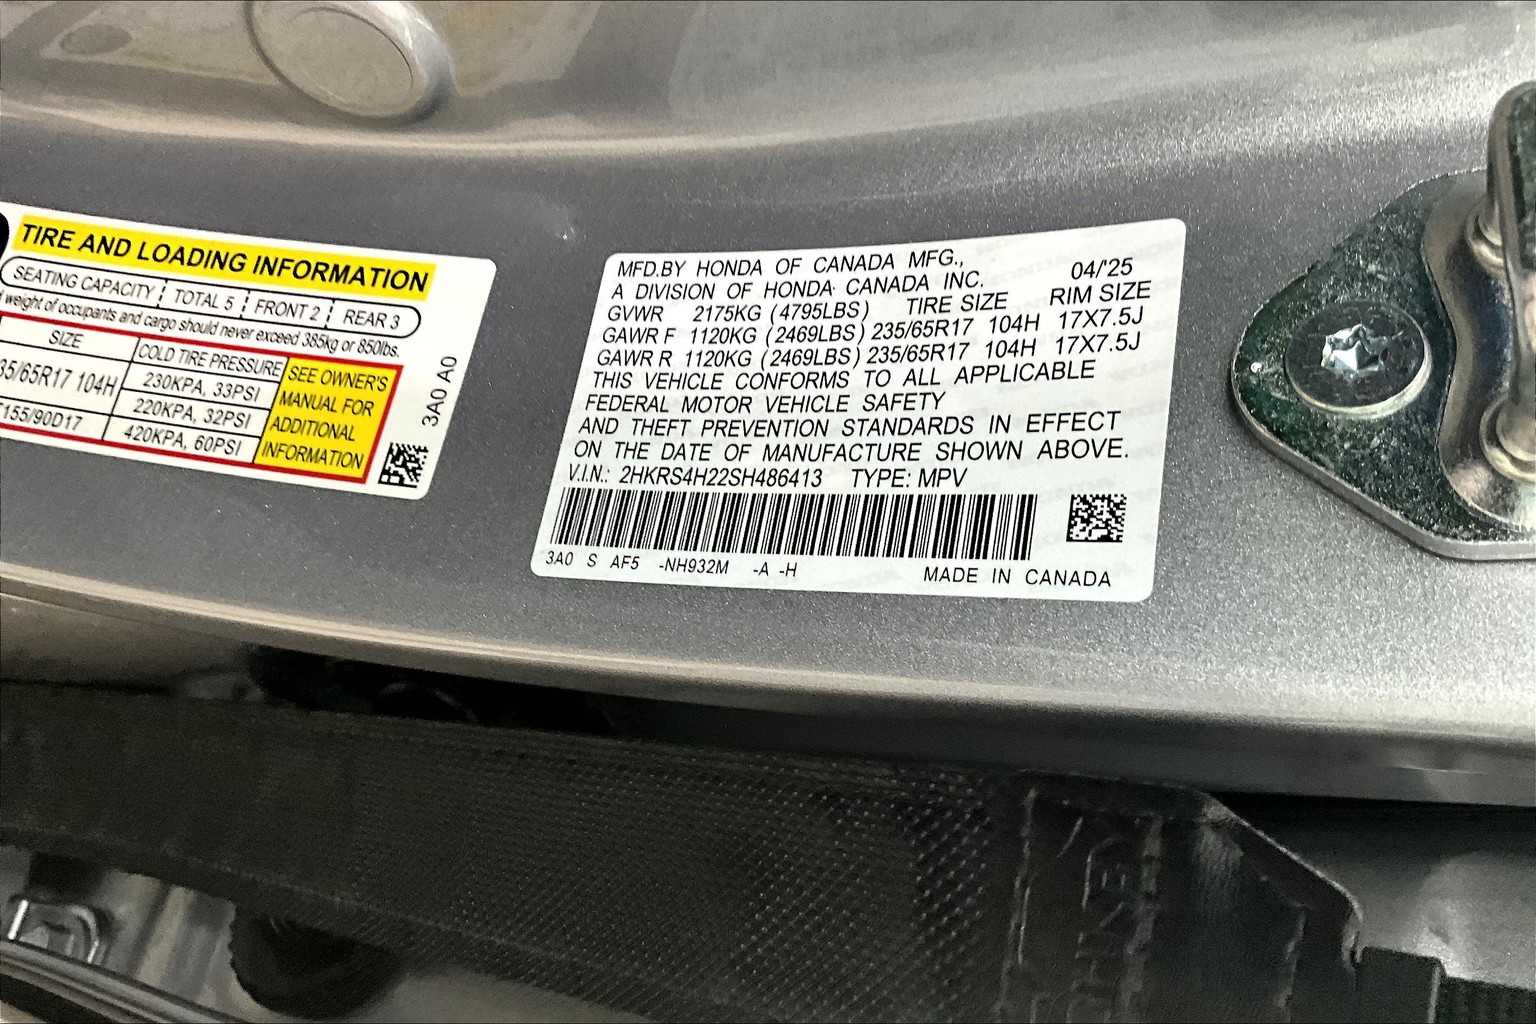 TIRE AND LOADING INFORMATION
SEATING CAPACITY TOTAL 5 FRONT 2 REAR 3
weight of occupants and cargo should never exceed 385kg or 850lbs.
SIZE COLD TIRE PRESSURE SEE OWNER'S MANUAL FOR ADDITIONAL INFORMATION
35/65R17 104H 230KPA, 33PSI
220KPA, 32PSI
155/90D17 420KPA, 60PSI
3A0 A0
MFD.BY HONDA OF CANADA MFG., 04/'25
A DIVISION OF HONDA CANADA INC.
GVWR 2175KG (4795LBS) TIRE SIZE RIM SIZE
GAWR F 1120KG (2469LBS) 235/65R17 104H 17X7.5J
GAWR R 1120KG (2469LBS) 235/65R17 104H 17X7.5J
THIS VEHICLE CONFORMS TO ALL APPLICABLE
FEDERAL MOTOR VEHICLE SAFETY
AND THEFT PREVENTION STANDARDS IN EFFECT
ON THE DATE OF MANUFACTURE SHOWN ABOVE.
V.I.N.: 2HKRS4H22SH486413 TYPE: MPV
3A0 S AF5 -NH932M -A -H
MADE IN CANADA